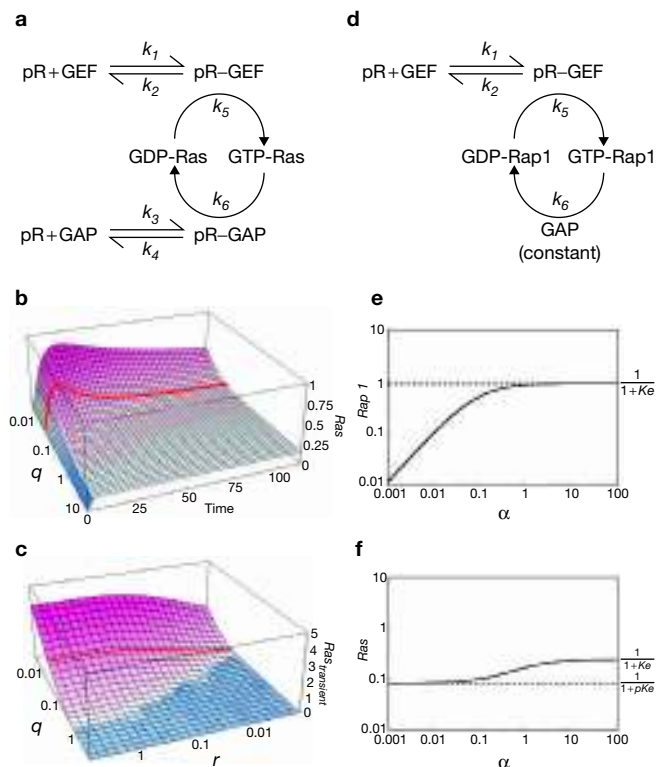 a
pR+GEF k1 k2 pR–GEF
k5
GDP-Ras GTP-Ras
k6
pR+GAP k3 k4 pR–GAP
d
pR+GEF k1 k2 pR–GEF
k5
GDP-Rap1 GTP-Rap1
k6
GAP
(constant)
b
0.01
0.1
1
10
q
0
25
50
75
100
Time
1
0.75
0.5
0.25
0
Ras
e
10
1
0.1
0.01
Rap 1
0.001 0.01 0.1 1 10 100
α
1
1+Ke
c
0.01
0.1
1
q
1
0.1
0.01
r
5
4
3
2
1
0
Ras transient
f
10
1
0.1
0.01
Ras
0.001 0.01 0.1 1 10 100
α
1
1+Ke
1
1+pKe